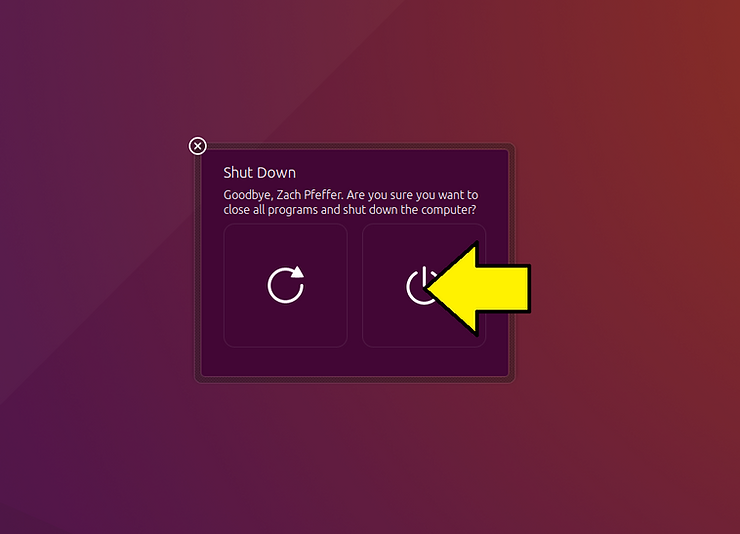 Shut Down
Goodbye, Zach Pfeffer. Are you sure you want to
close all programs and shut down the computer?